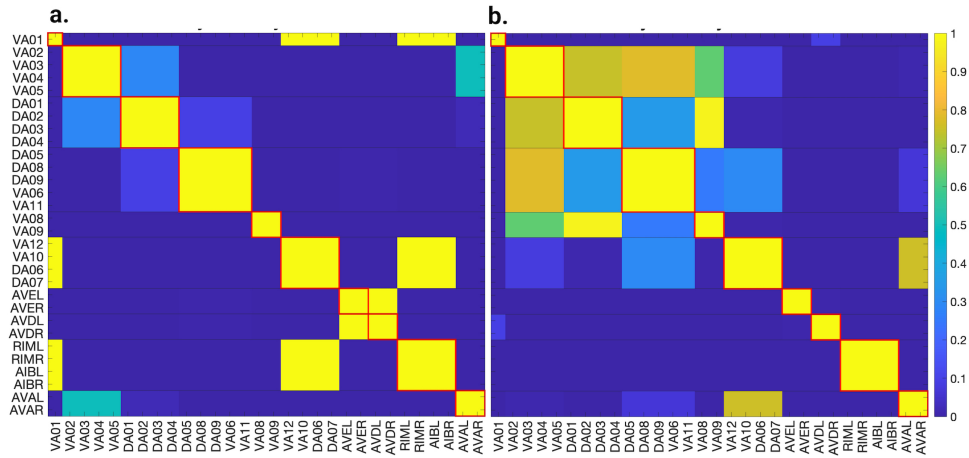 a.
b.
VA01
VA02
VA03
VA04
VA05
DA01
DA02
DA03
DA04
DA05
DA08
DA09
VA06
VA11
VA08
VA09
VA12
VA10
DA06
DA07
AVEL
AVER
AVDL
AVDR
RIML
RIMR
AIBL
AIBR
AVAL
AVAR
1
0.9
0.8
0.7
0.6
0.5
0.4
0.3
0.2
0.1
0
VA01 VA02 VA03 VA04 VA05 DA01 DA02 DA03 DA04 DA05 DA08 DA09 VA06 VA11 VA08 VA09 VA12 VA10 DA06 DA07 AVEL AVER AVDL AVDR RIML RIMR AIBL AIBR AVAL AVAR
VA01 VA02 VA03 VA04 VA05 DA01 DA02 DA03 DA04 DA05 DA08 DA09 VA06 VA11 VA08 VA09 VA12 VA10 DA06 DA07 AVEL AVER AVDL AVDR RIML RIMR AIBL AIBR AVAL AVAR